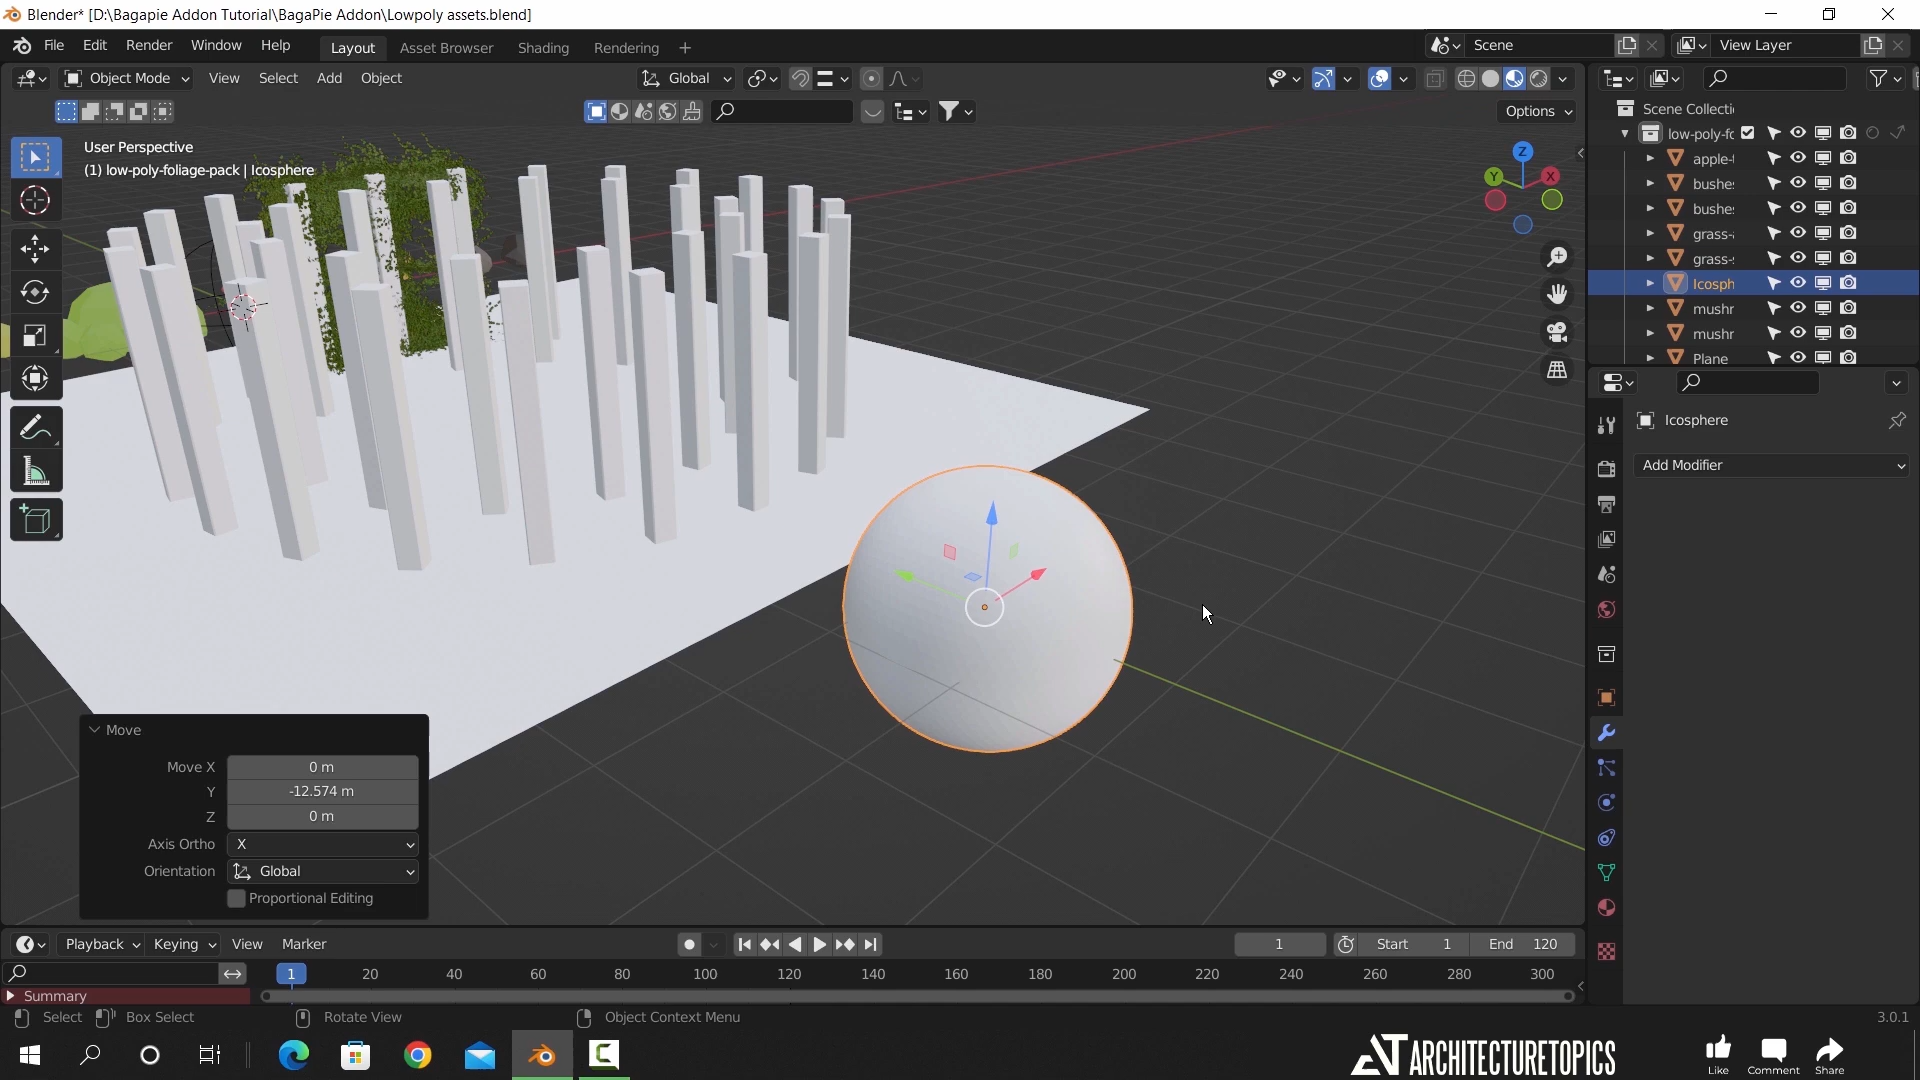 Blender* [D:\Bagapie Addon Tutorial\BagaPie Addon\Lowpoly assets.blend]
File Edit Render Window Help
Layout Asset Browser Shading Rendering +
Scene
View Layer
Object Mode View Select Add Object
Global
Options
User Perspective
(1) low-poly-foliage-pack | Icosphere
Z
Y
X
Scene Collecti
low-poly-fo
apple-
bushe
bushe
grass-
grass-
Icosph
mushr
mushr
Plane
Icosphere
Add Modifier
Move
Move X 0 m
Y -12.574 m
Z 0 m
Axis Ortho X
Orientation Global
Proportional Editing
Playback Keying View Marker
1 Start 1 End 120
1 20 40 60 80 100 120 140 160 180 200 220 240 260 280 300
Summary
Select Box Select Rotate View Object Context Menu 3.0.1
AT ARCHITECTURETOPICS
Like Comment Share